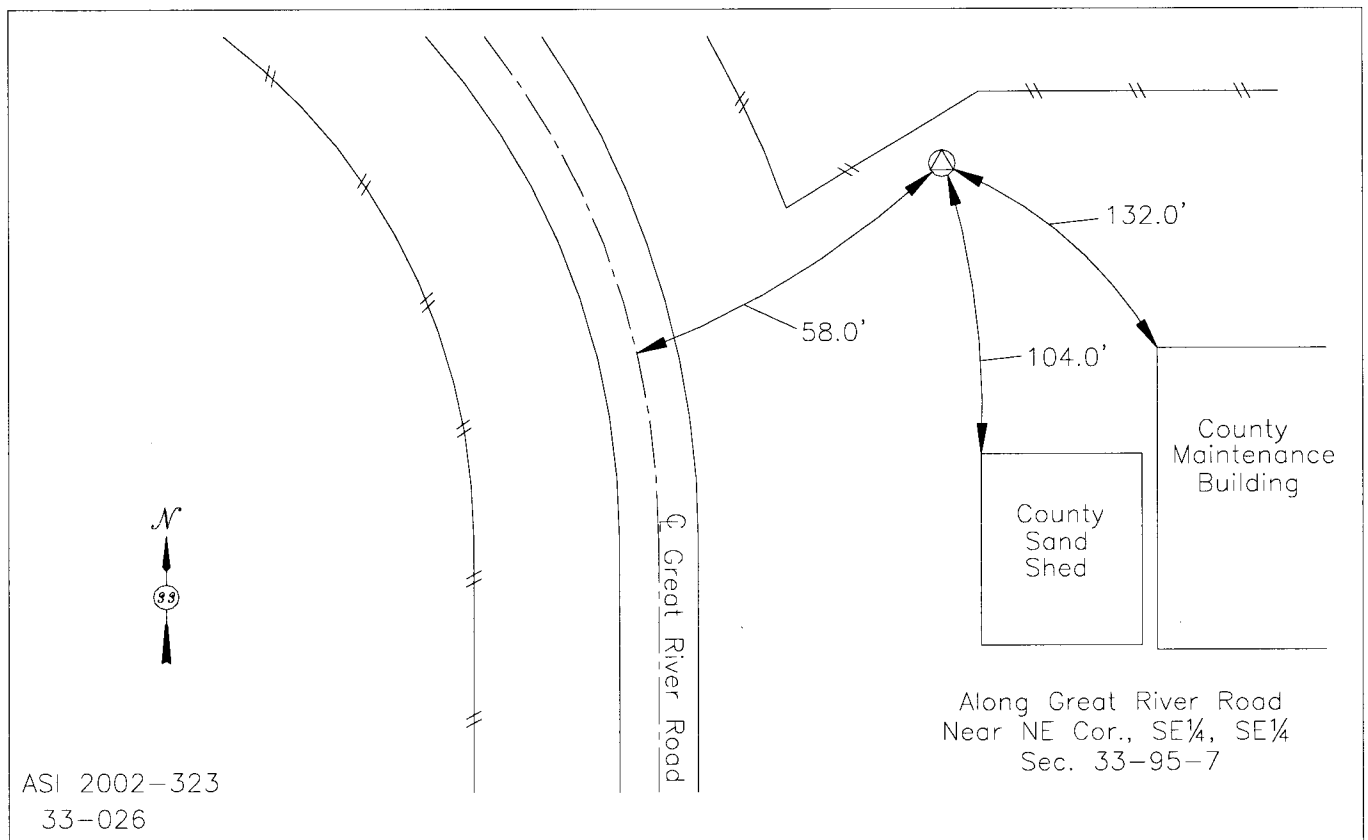 132.0'
58.0'
104.0'
County
Maintenance
Building
County
Sand
Shed
N
33
℄ Great River Road
Along Great River Road
Near NE Cor., SE¼, SE¼
Sec. 33-95-7
ASI 2002-323
33-026